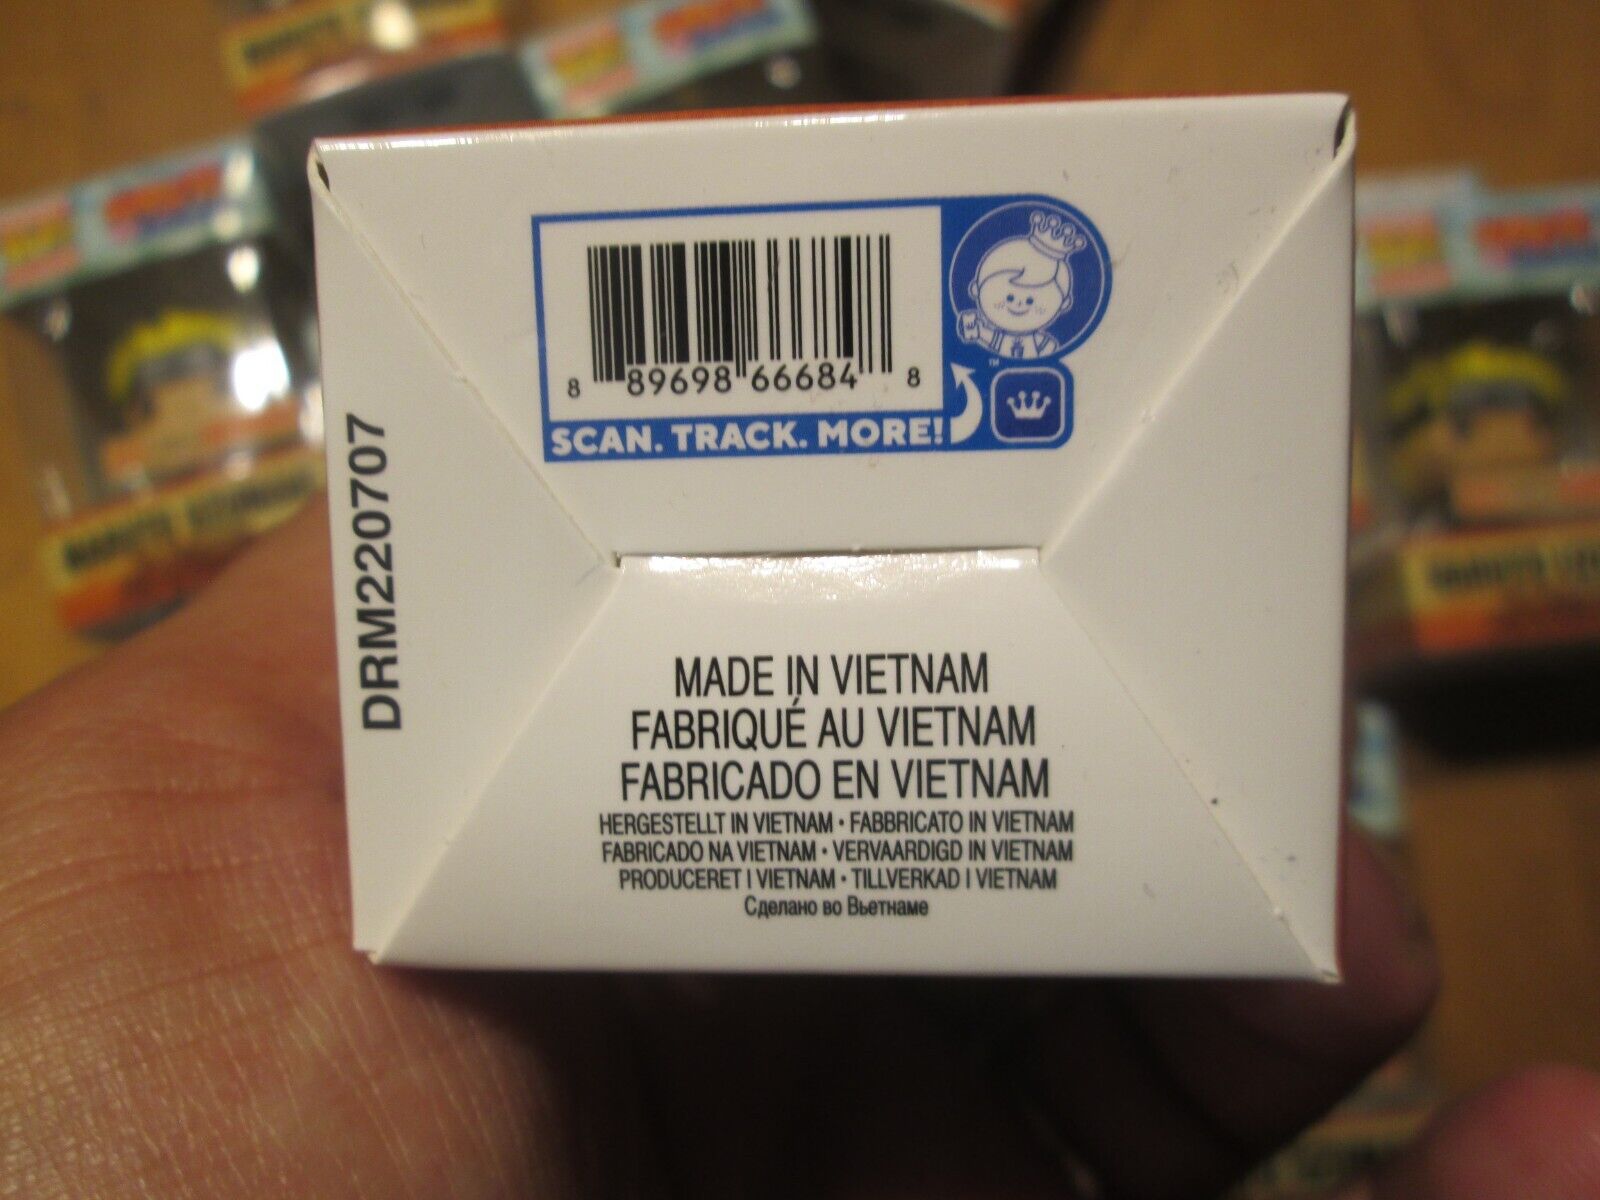 8 89698 66684 8
SCAN. TRACK. MORE!
™
DRM220707
MADE IN VIETNAM
FABRIQUÉ AU VIETNAM
FABRICADO EN VIETNAM
HERGESTELLT IN VIETNAM • FABBRICATO IN VIETNAM
FABRICADO NA VIETNAM • VERVAARDIGD IN VIETNAM
PRODUCERET I VIETNAM • TILLVERKAD I VIETNAM
Сделано во Вьетнаме